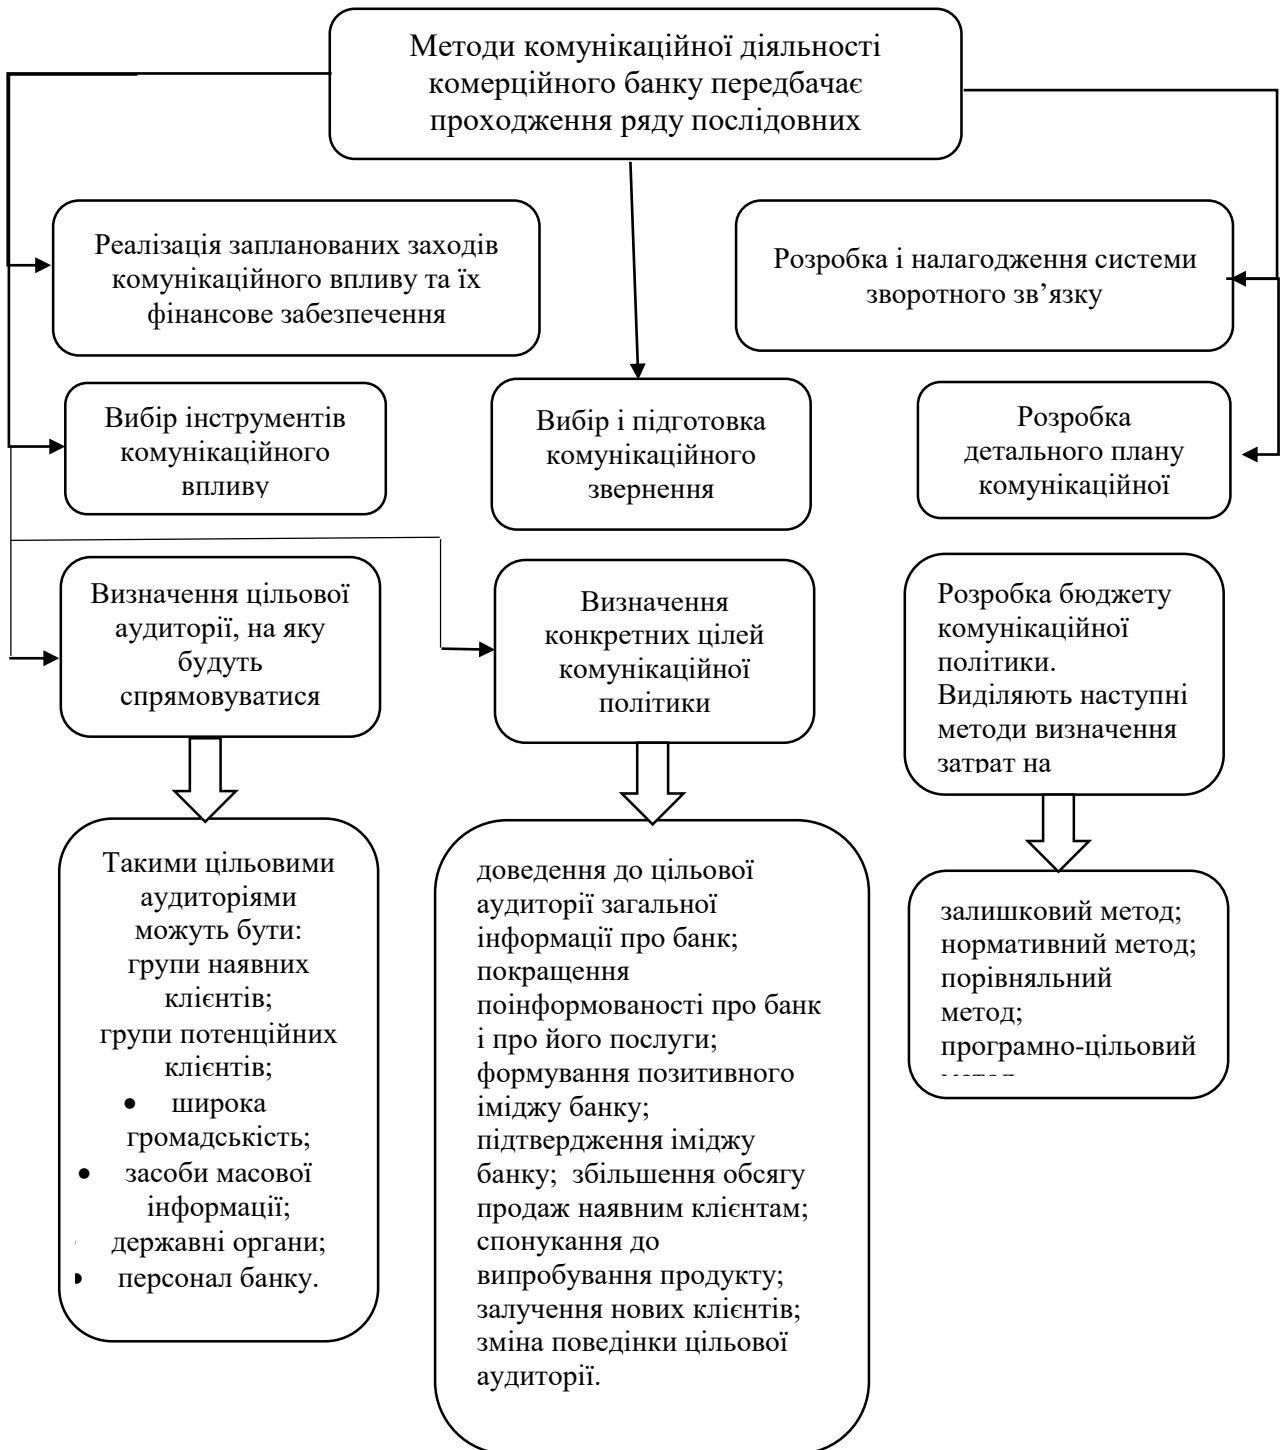 Методи комунікаційної діяльності
комерційного банку передбачає
проходження ряду послідовних
Реалізація запланованих заходів
комунікаційного впливу та їх
фінансове забезпечення
Розробка і налагодження системи
зворотного зв’язку
Вибір інструментів
комунікаційного
впливу
Вибір і підготовка
комунікаційного
звернення
Розробка
детального плану
комунікаційної
Визначення цільової
аудиторії, на яку
будуть
спрямовуватися
Визначення
конкретних цілей
комунікаційної
політики
Розробка бюджету
комунікаційної
політики.
Виділяють наступні
методи визначення
затрат на
Такими цільовими
аудиторіями
можуть бути:
групи наявних
клієнтів;
групи потенційних
клієнтів;
• широка
громадськість;
• засоби масової
інформації;
• державні органи;
• персонал банку.
доведення до цільової
аудиторії загальної
інформації про банк;
покращення
поінформованості про банк
і про його послуги;
формування позитивного
іміджу банку;
підтвердження іміджу
банку; збільшення обсягу
продаж наявним клієнтам;
спонукання до
випробування продукту;
залучення нових клієнтів;
зміна поведінки цільової
аудиторії.
залишковий метод;
нормативний метод;
порівняльний
метод;
програмно-цільовий